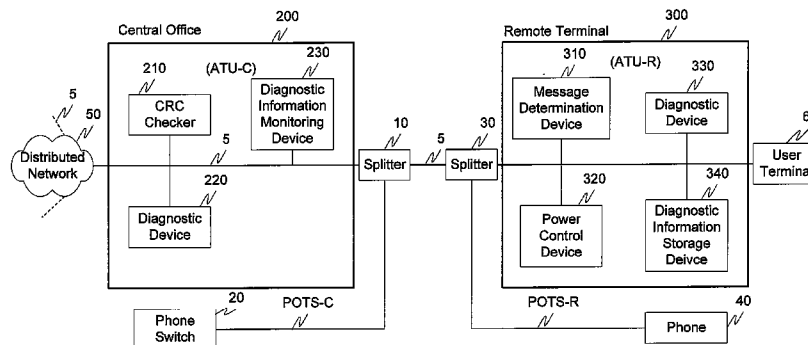 Central Office
200
Remote Terminal
300
210
(ATU-C)
230
310
(ATU-R)
330
5
50
CRC
Checker
Diagnostic
Information
Monitoring
Device
10
30
Message
Determination
Device
Diagnostic
Device
Distributed
Network
5
Splitter
5
Splitter
User
220
320
340
Diagnostic
Device
Power
Control
Device
Diagnostic
Information
Storage
Deivce
20
POTS-C
POTS-R
40
Phone
Switch
Phone